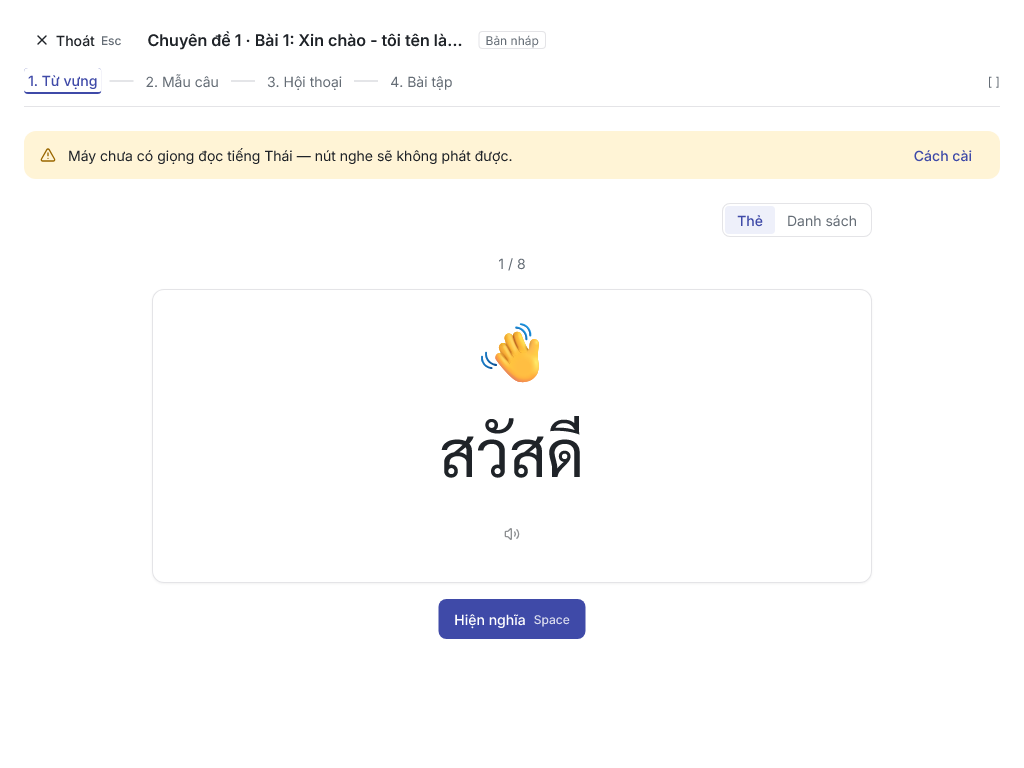 Thoát Esc Chuyên đề 1 · Bài 1: Xin chào - tôi tên là... Bán nháp
1. Từ vựng 2. Mẫu câu 3. Hội thoại 4. Bài tập [ ]
Máy chưa có giọng đọc tiếng Thái — nút nghe sẽ không phát được. Cách cài
Thẻ Danh sách
1 / 8
สวัสดี
Hiện nghĩa Space